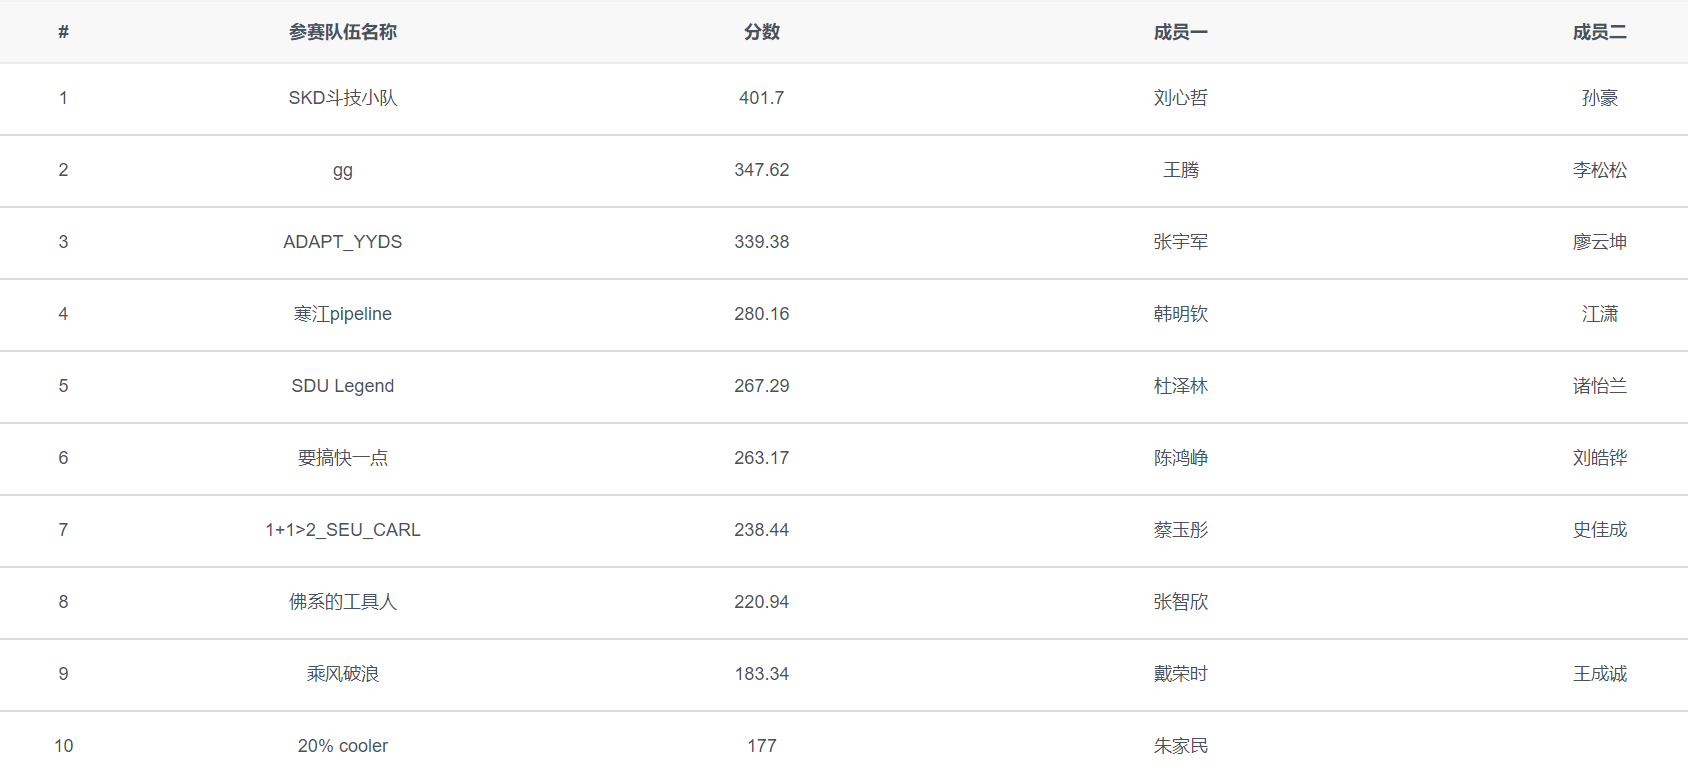 # 参赛队伍名称 分数 成员一 成员二
1 SKD斗技小队 401.7 刘心哲 孙豪
2 gg 347.62 王腾 李松松
3 ADAPT_YYDS 339.38 张宇军 廖云坤
4 寒江pipeline 280.16 韩明钦 江潇
5 SDU Legend 267.29 杜泽林 诸怡兰
6 要搞快一点 263.17 陈鸿峥 刘皓铧
7 1+1>2_SEU_CARL 238.44 蔡玉彤 史佳成
8 佛系的工具人 220.94 张智欣
9 乘风破浪 183.34 戴荣时 王成诚
10 20% cooler 177 朱家民